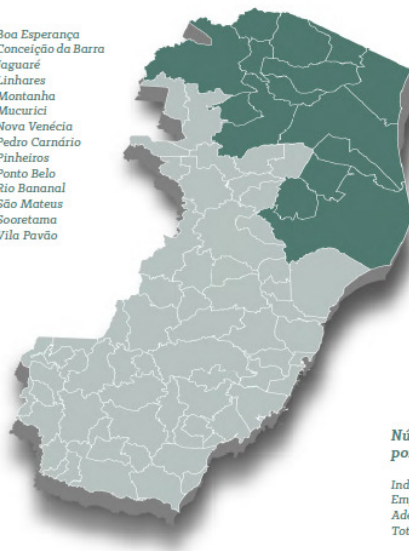 Boa Esperança
Conceição da Barra
Jaguaré
Linhares
Montanha
Mucurici
Nova Venécia
Pedro Carnário
Pinheiros
Ponto Belo
Rio Bananal
São Mateus
Sooretama
Vila Pavão